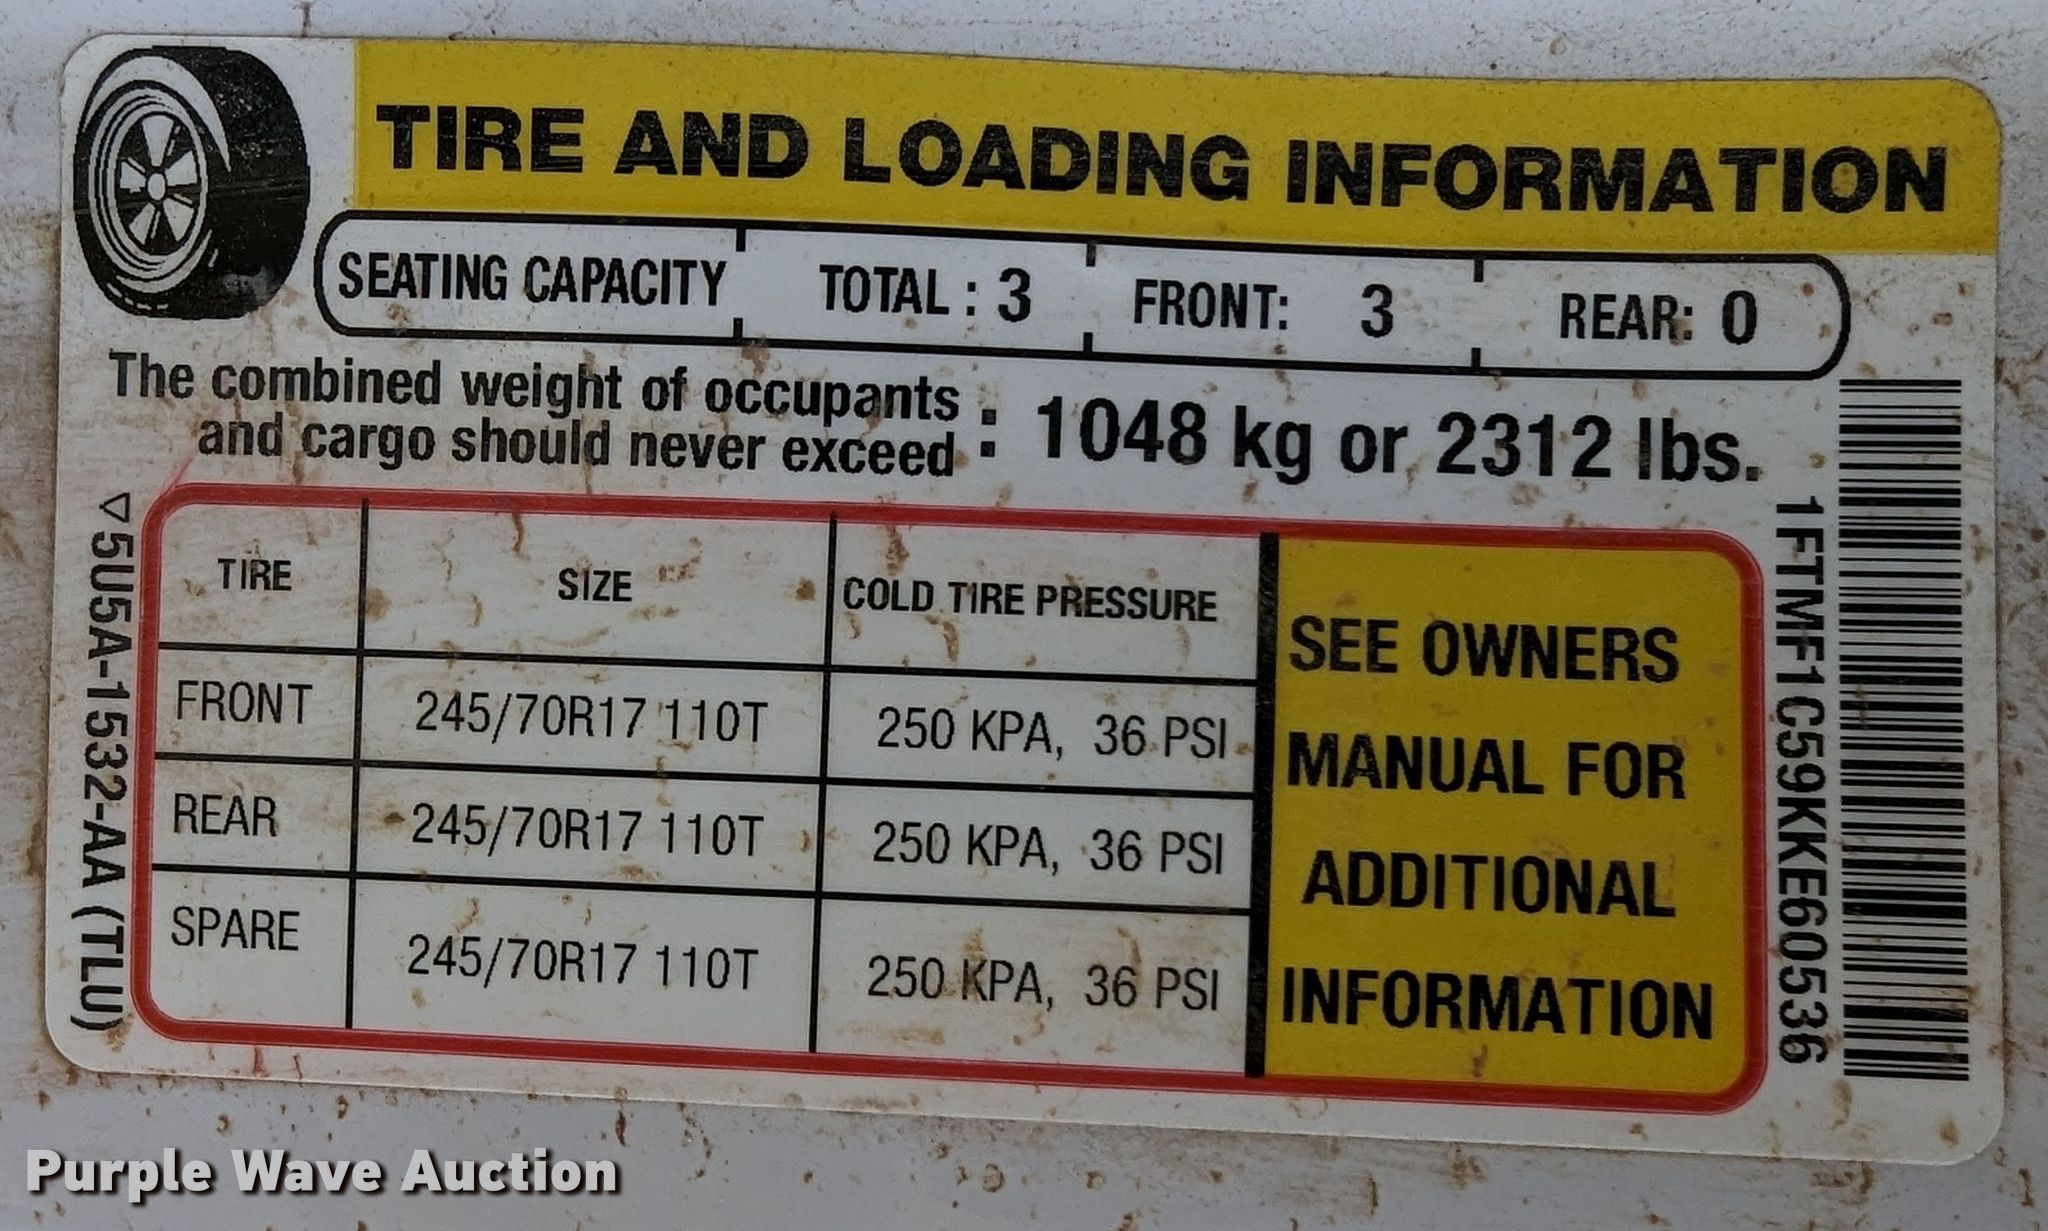 TIRE AND LOADING INFORMATION
SEATING CAPACITY TOTAL : 3 FRONT: 3 REAR: 0
The combined weight of occupants
and cargo should never exceed : 1048 kg or 2312 lbs.
TIRE SIZE COLD TIRE PRESSURE
FRONT 245/70R17 110T 250 KPA, 36 PSI
REAR 245/70R17 110T 250 KPA, 36 PSI
SPARE 245/70R17 110T 250 KPA, 36 PSI
SEE OWNERS
MANUAL FOR
ADDITIONAL
INFORMATION
5U5A-1532-AA (TLU)
1FTMF1C59KKE60536
Purple Wave Auction